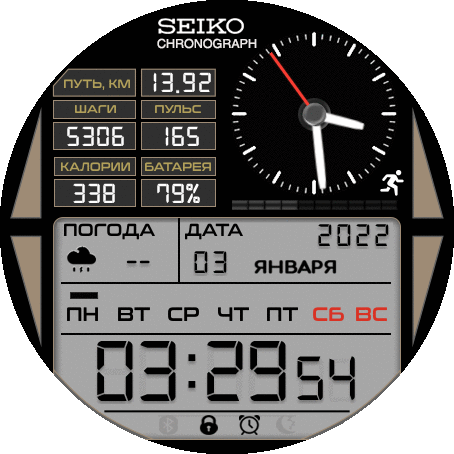 SEIKO
CHRONOGRAPH
ПУТЬ, КМ 13.92
ШАГИ ПУЛЬС
5306 165
КАЛОРИИ БАТАРЕЯ
338 79%
ПОГОДА ДАТА 2022
-- 03 ЯНВАРЯ
ПН ВТ СР ЧТ ПТ СБ ВС
03:29 54